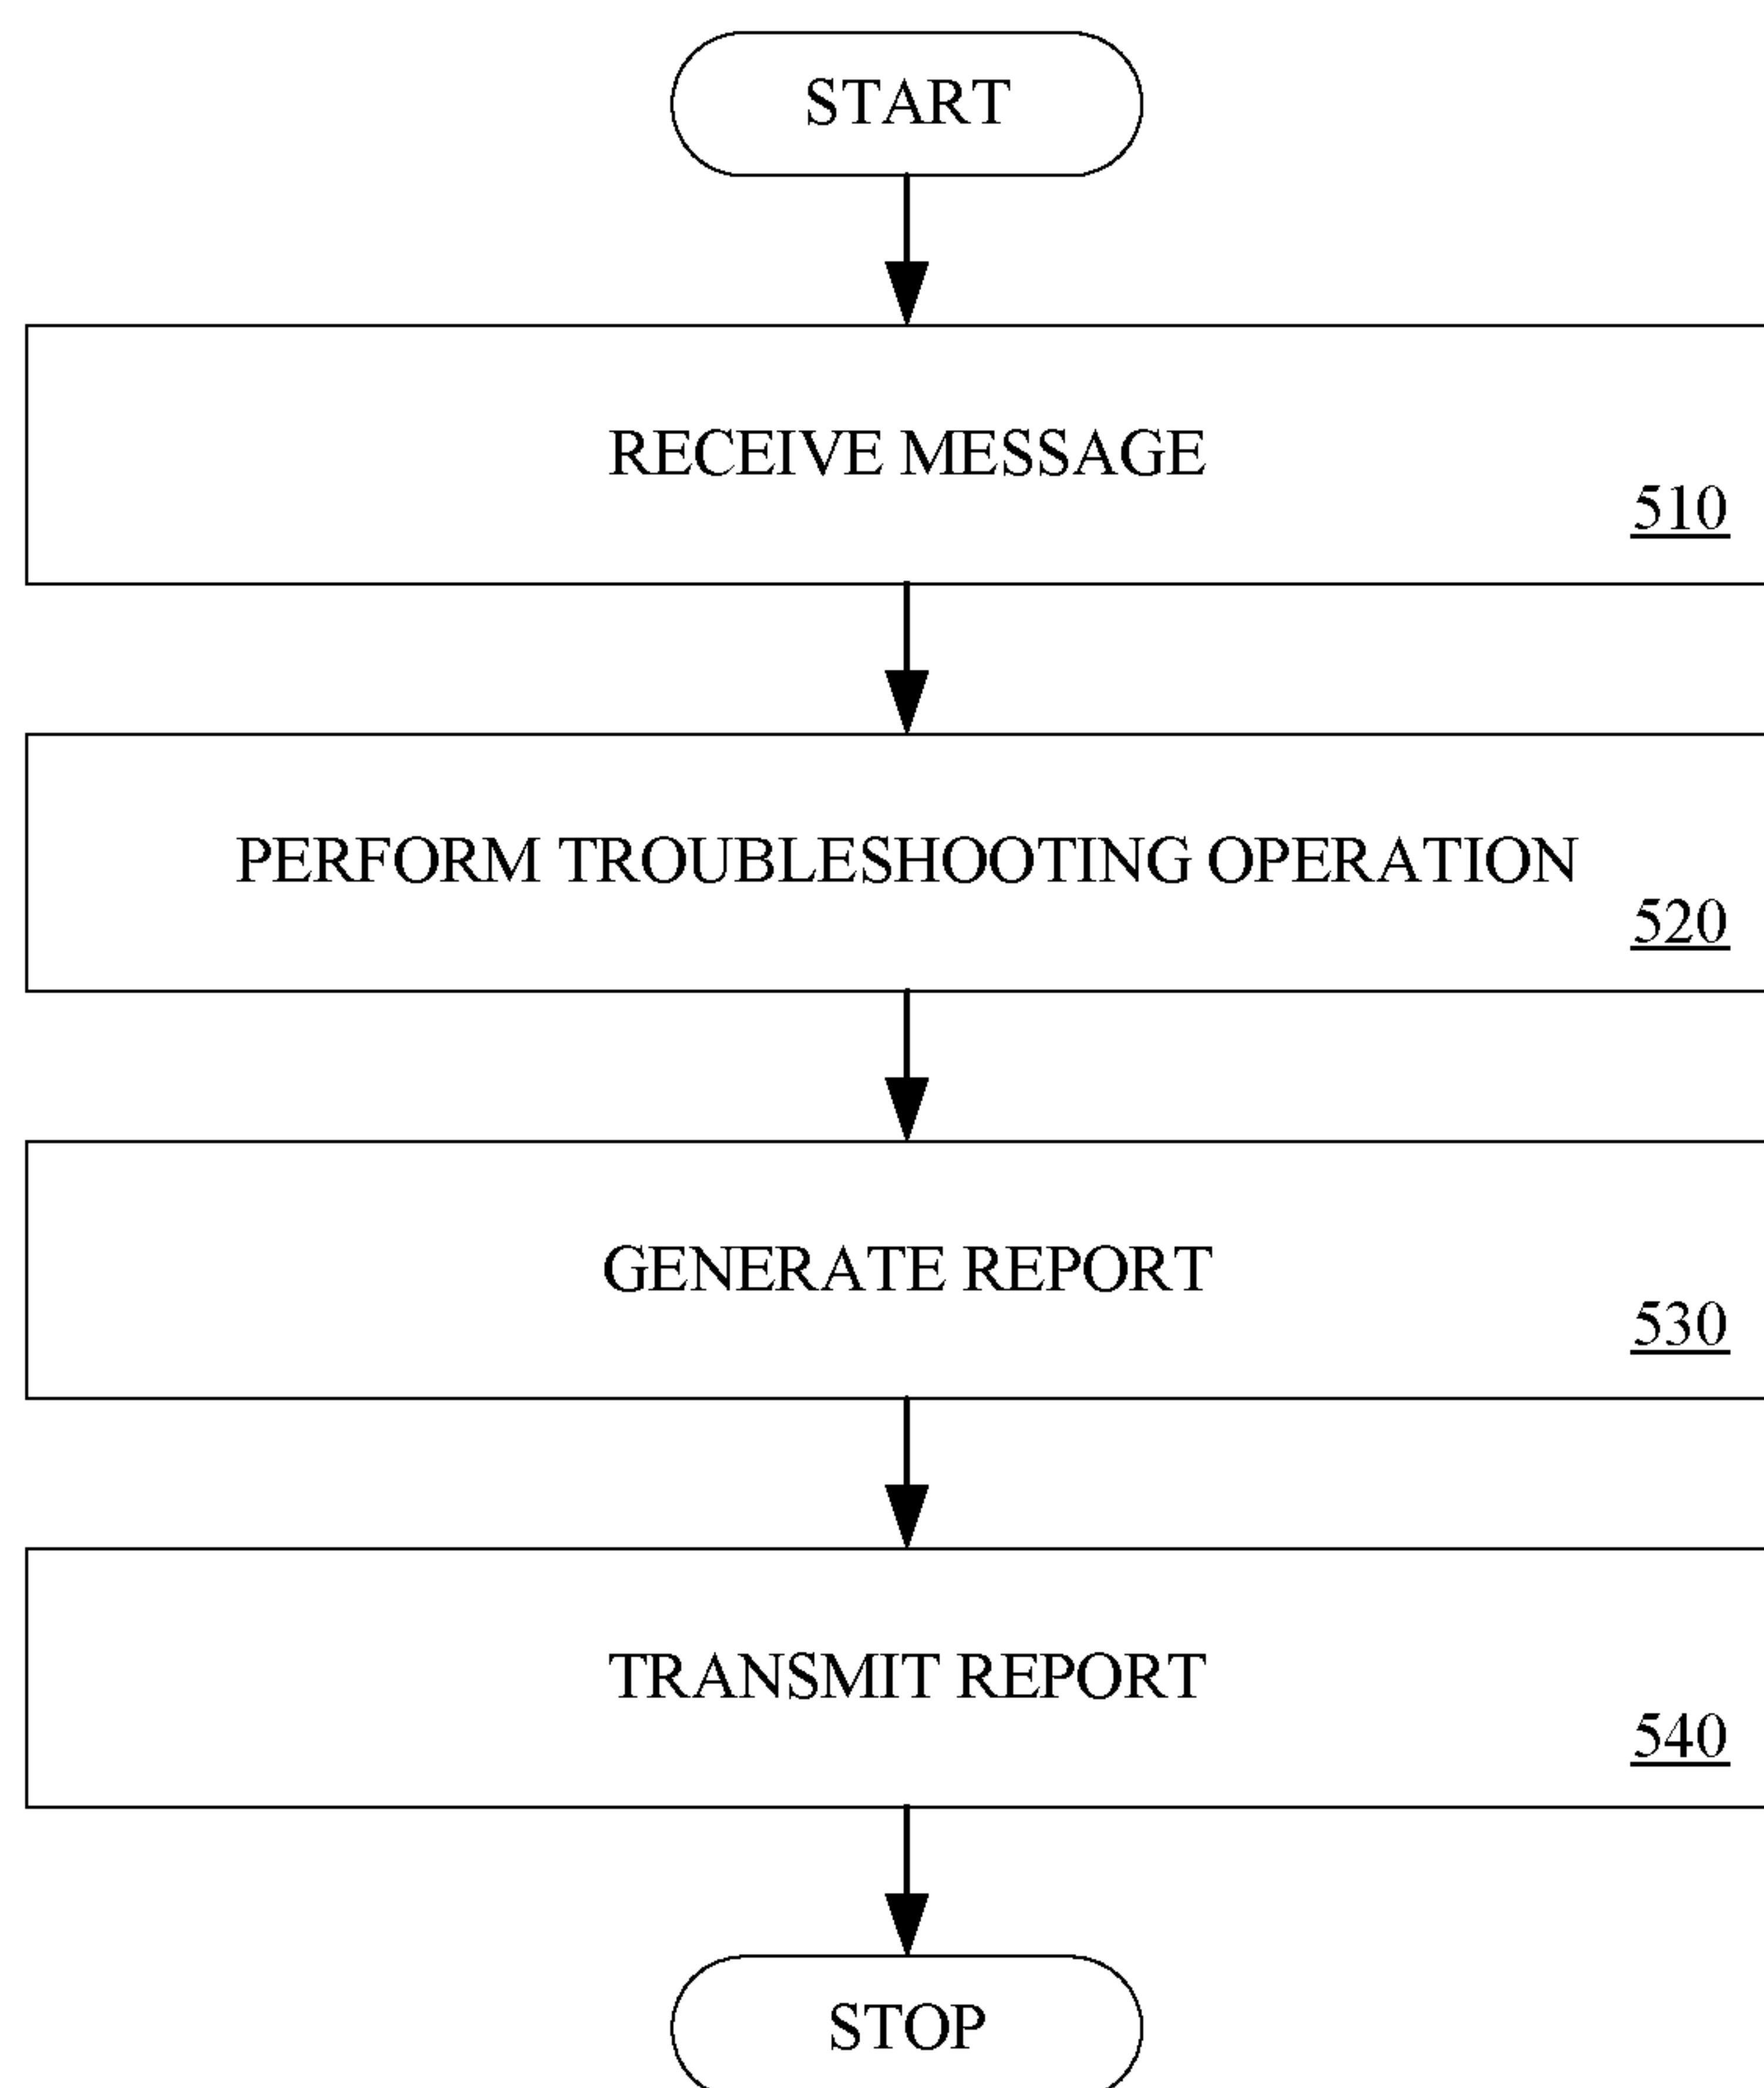 START
RECEIVE MESSAGE
510
PERFORM TROUBLESHOOTING OPERATION
520
GENERATE REPORT
530
TRANSMIT REPORT
540
STOP